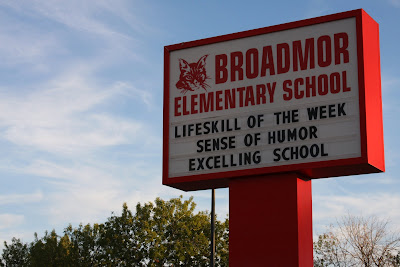 BROADMOR
ELEMENTARY SCHOOL
LIFESKILL OF THE WEEK
SENSE OF HUMOR
EXCELLING SCHOOL